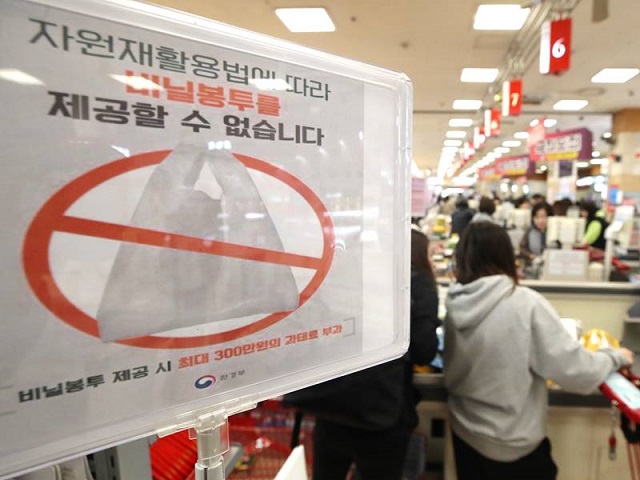 자원재활용법에 따라
비닐봉투를
제공할 수 없습니다
비닐봉투 제공 시 최대 300만원의 과태료 부과
환경부
6
7